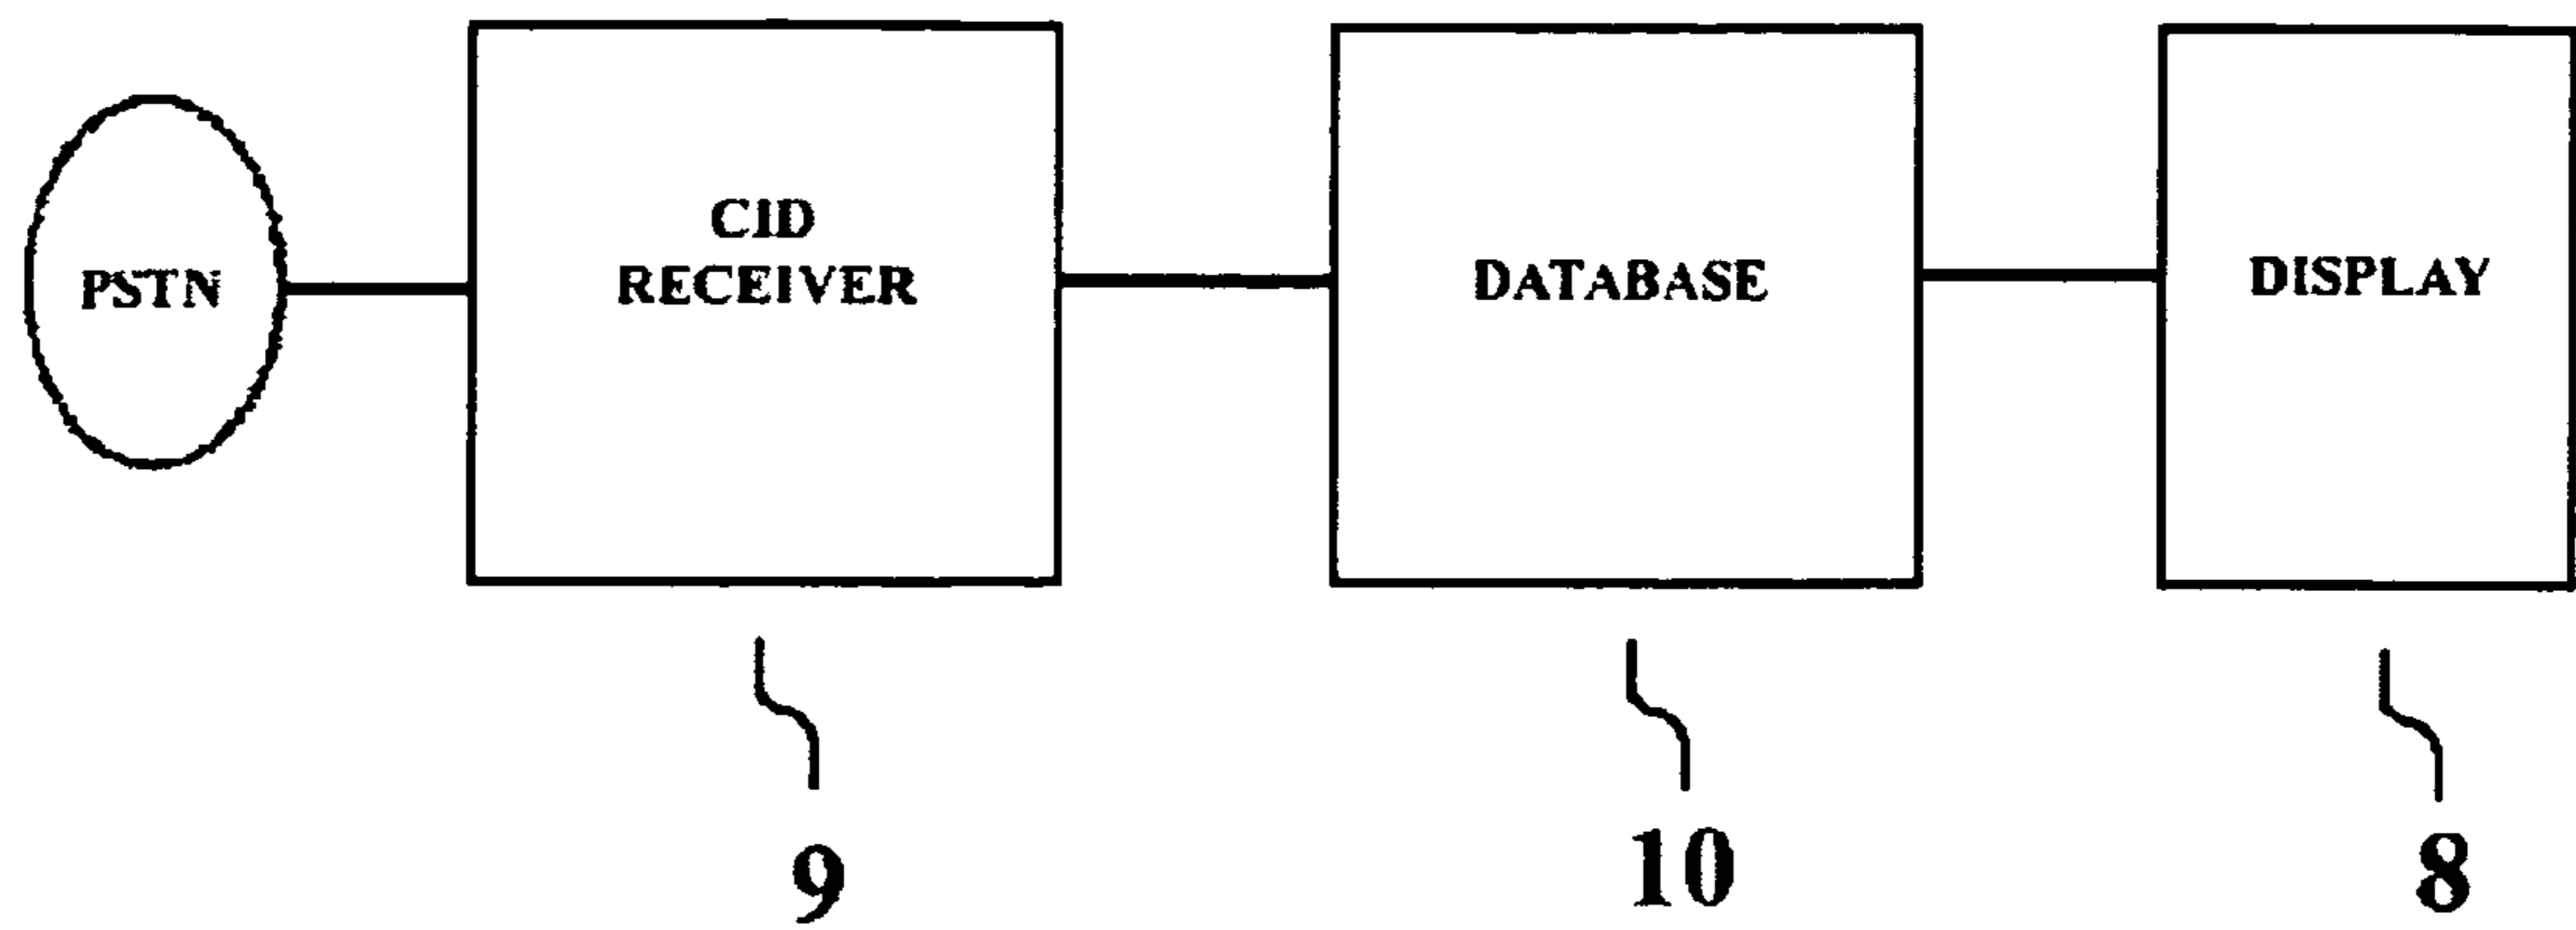 PSTN
CID
RECEIVER
DATABASE
DISPLAY
9
10
8